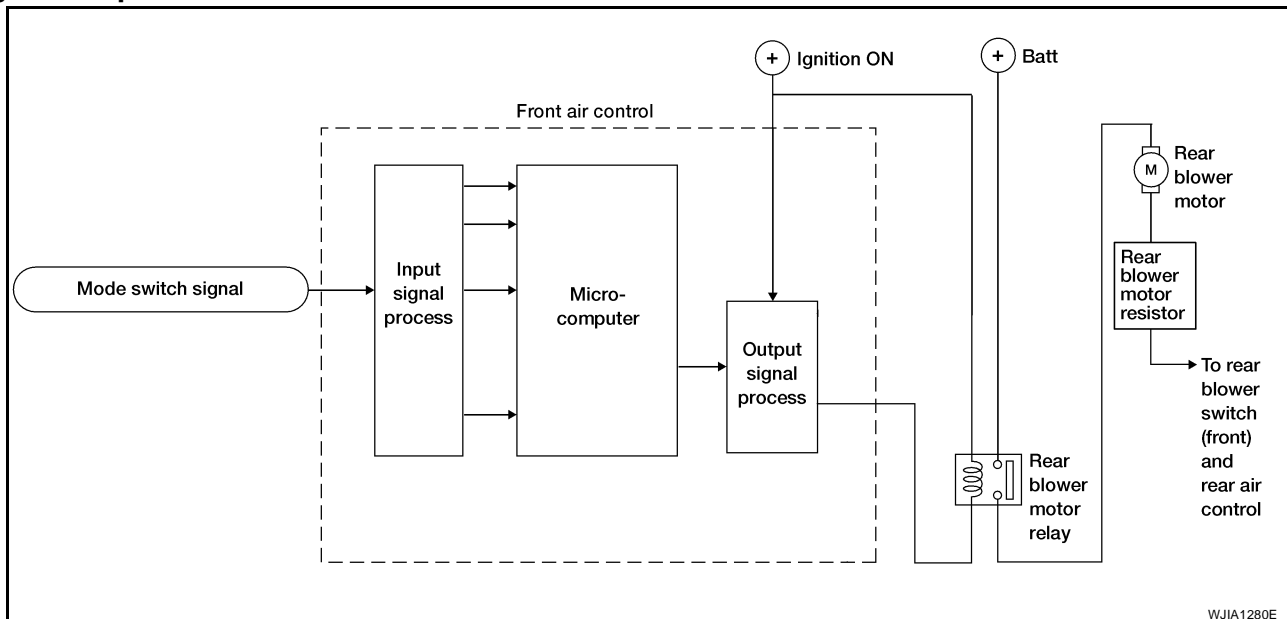 + Ignition ON
+ Batt
Front air control
Mode switch signal
Input
signal
process
Micro-
computer
Output
signal
process
M
Rear
blower
motor
Rear
blower
motor
resistor
To rear
blower
switch
(front)
and
rear air
control
Rear
blower
motor
relay
WJIA1280E